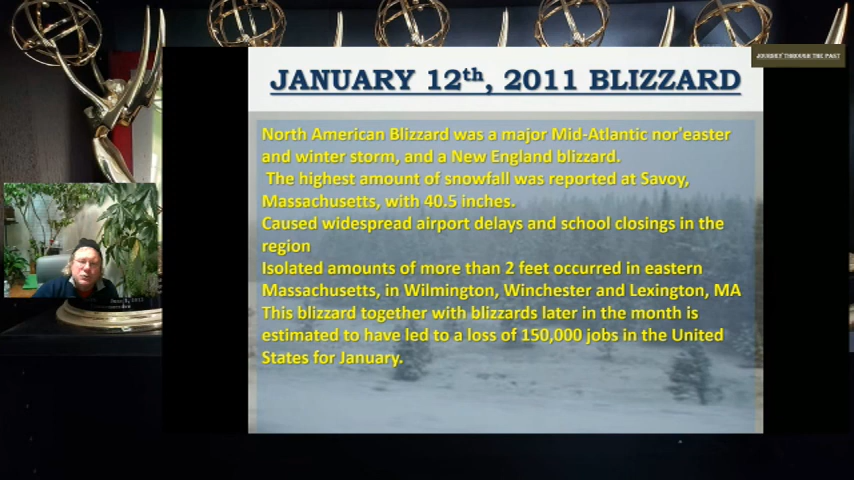 JOURNEY THROUGH THE PAST
JANUARY 12th, 2011 BLIZZARD
North American Blizzard was a major Mid-Atlantic nor'easter
and winter storm, and a New England blizzard.
The highest amount of snowfall was reported at Savoy,
Massachusetts, with 40.5 inches.
Caused widespread airport delays and school closings in the
region
Isolated amounts of more than 2 feet occurred in eastern
Massachusetts, in Wilmington, Winchester and Lexington, MA
This blizzard together with blizzards later in the month is
estimated to have led to a loss of 150,000 jobs in the United
States for January.